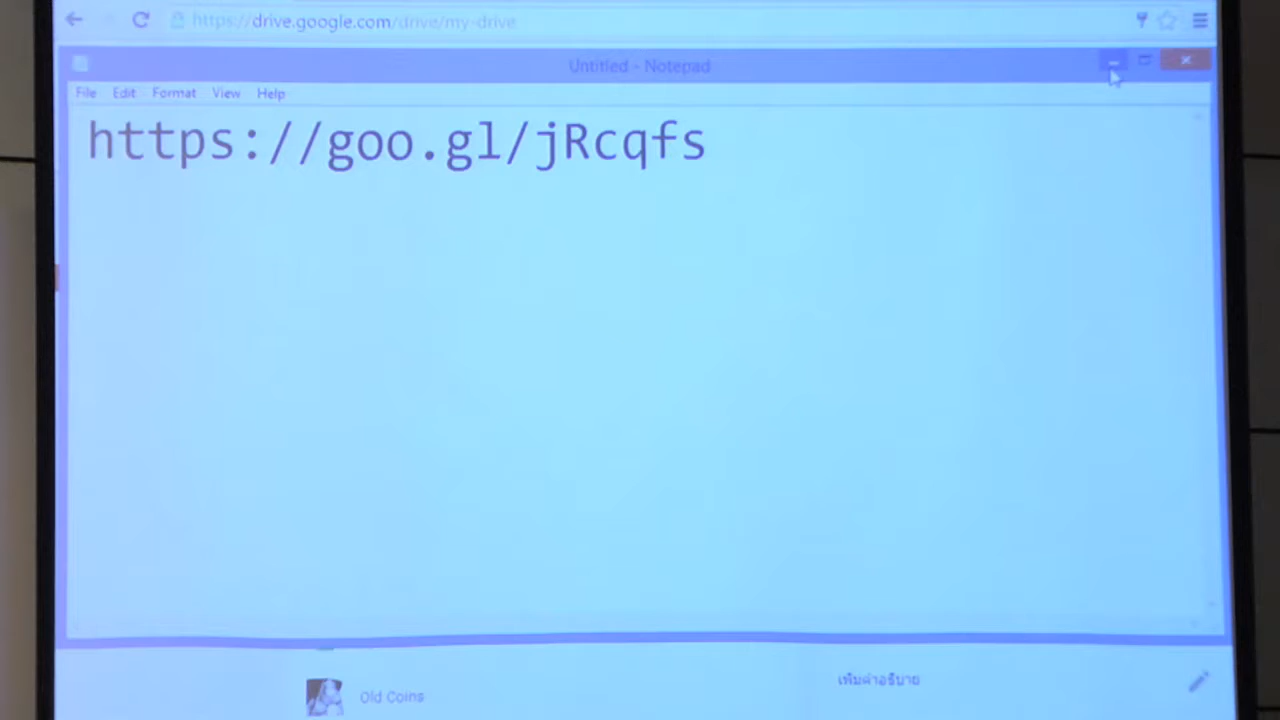 https://drive.google.com/drive/my-drive
Untitled - Notepad
File Edit Format View Help
https://goo.gl/jRcqfs
Old Coins
เพิ่มคำอธิบาย